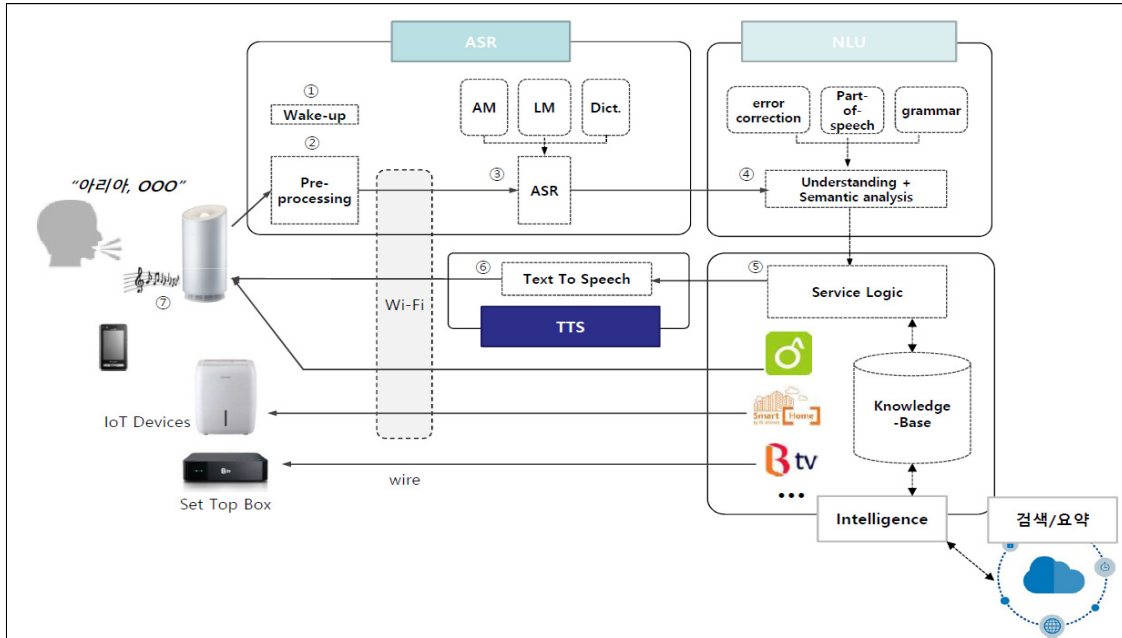 ASR
NLU
①
Wake-up
②
Pre-
processing
AM
LM
Dict.
③
ASR
error
correction
Part-
of-
speech
grammar
④
Understanding +
Semantic analysis
"아리아, OOO"
⑦
Wi-Fi
⑥
Text To Speech
TTS
⑤
Service Logic
Knowledge
-Base
Smart [Home]
B tv
•••
IoT Devices
wire
Set Top Box
Intelligence
검색/요약